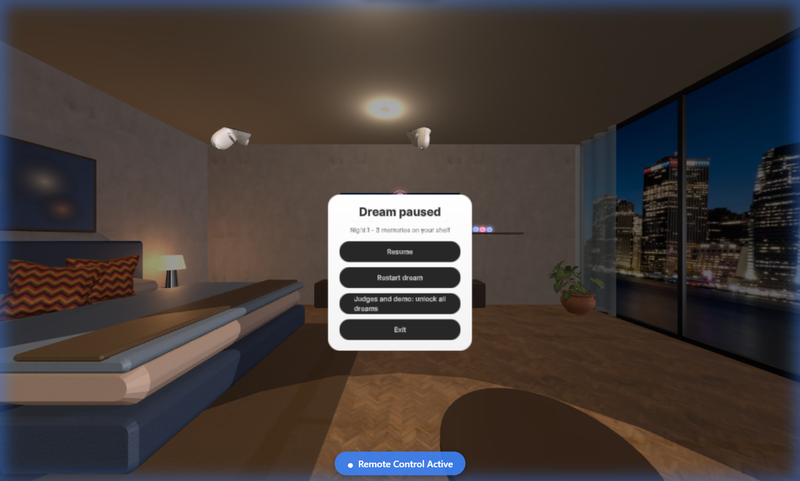 Dream paused
Night 1 - 3 memories on your shelf
Resume
Restart dream
Judges and demo: unlock all
dreams
Exit
Remote Control Active